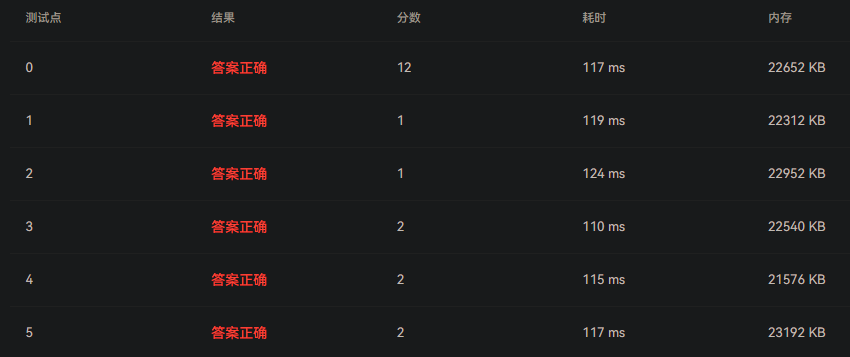 测试点 结果 分数 耗时 内存
0 答案正确 12 117 ms 22652 KB
1 答案正确 1 119 ms 22312 KB
2 答案正确 1 124 ms 22952 KB
3 答案正确 2 110 ms 22540 KB
4 答案正确 2 115 ms 21576 KB
5 答案正确 2 117 ms 23192 KB